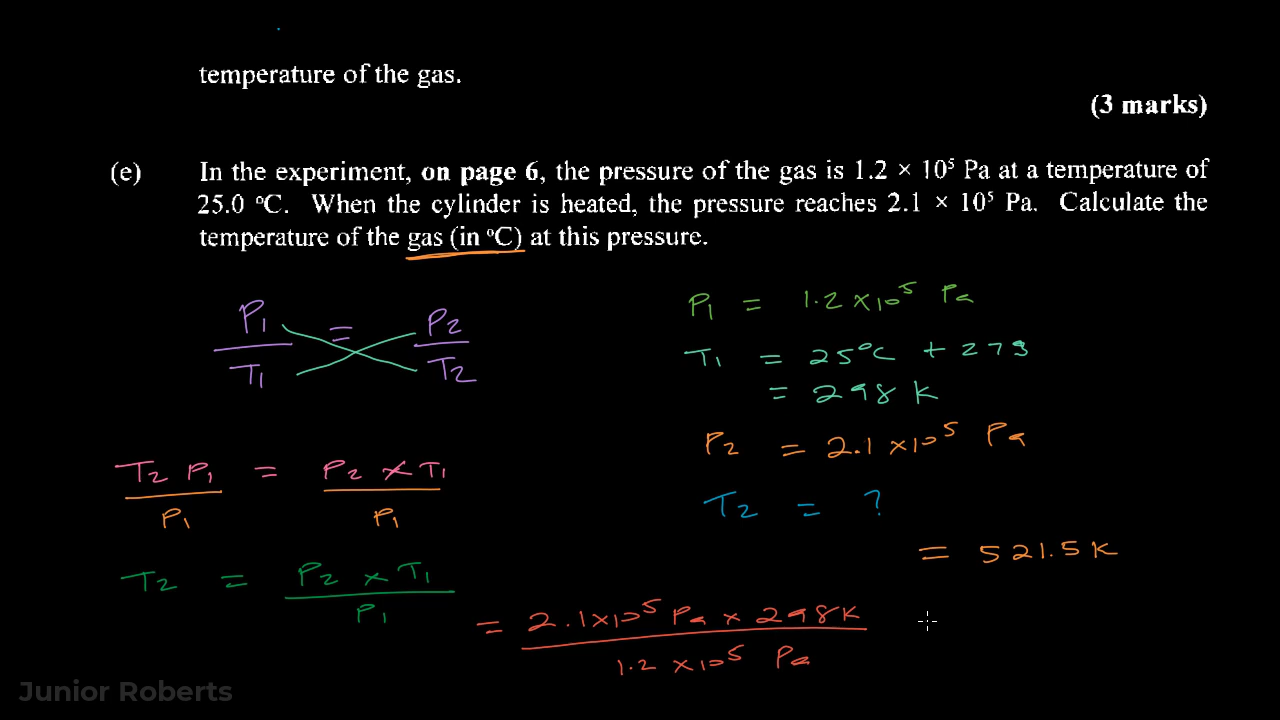 temperature of the gas.
(3 marks)
(e) In the experiment, on page 6, the pressure of the gas is 1.2 × 10⁵ Pa at a temperature of
25.0 °C. When the cylinder is heated, the pressure reaches 2.1 × 10⁵ Pa. Calculate the
temperature of the gas (in °C) at this pressure.
P₁ = P₂
T₁ T₂
P₁ = 1.2 × 10⁵ Pa
T₁ = 25°C + 273
= 298 K
P₂ = 2.1 × 10⁵ Pa
T₂ = ?
T₂ P₁ = P₂ × T₁
P₁ P₁
T₂ = P₂ × T₁
P₁
= 2.1 × 10⁵ Pa × 298 K
1.2 × 10⁵ Pa
= 521.5 K
Junior Roberts